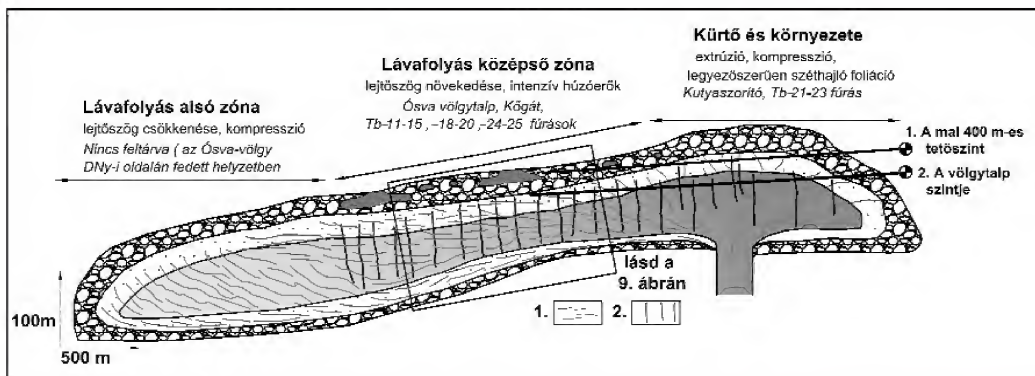 Lávafolyás alsó zóna
lejtőszög csökkenése, kompresszió
Nincs feltárva ( az Ósva-völgy
DNy-i oldalán fedett helyzetben
Lávafolyás középső zóna
lejtőszög növekedése, intenzív húzóerők
Ósva völgytalp, Kőgát,
Tb-11-15 , -18-20 , -24-25 fúrások
Kürtő és környezete
extrúzió, kompresszió,
legyezőszerűen széthajló foliáció
Kutyaszorító, Tb-21-23 fúrás
1. A mai 400 m-es
tetőszint
2. A völgytalp
szintje
lásd a
9. ábrán
1.
2.
100m
500 m